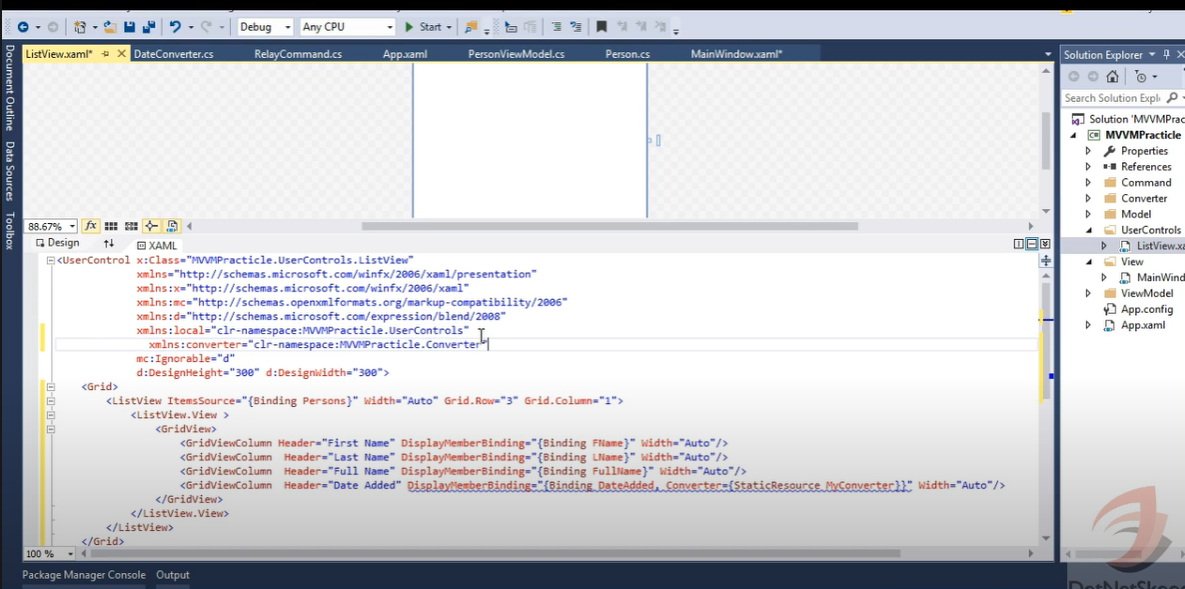 Debug Any CPU Start
ListView.xaml* DateConverter.cs RelayCommand.cs App.xaml PersonViewModel.cs Person.cs MainWindow.xaml*
Document Outline
Data Sources
Toolbox
88.67% fx
Design XAML
<UserControl x:Class="MVVMPracticle.UserControls.ListView"
xmlns="http://schemas.microsoft.com/winfx/2006/xaml/presentation"
xmlns:x="http://schemas.microsoft.com/winfx/2006/xaml"
xmlns:mc="http://schemas.openxmlformats.org/markup-compatibility/2006"
xmlns:d="http://schemas.microsoft.com/expression/blend/2008"
xmlns:local="clr-namespace:MVVMPracticle.UserControls"
xmlns:converter="clr-namespace:MVVMPracticle.Converter"
mc:Ignorable="d"
d:DesignHeight="300" d:DesignWidth="300">
<Grid>
<ListView ItemsSource="{Binding Persons}" Width="Auto" Grid.Row="3" Grid.Column="1">
<ListView.View >
<GridView>
<GridViewColumn Header="First Name" DisplayMemberBinding="{Binding FName}" Width="Auto"/>
<GridViewColumn Header="Last Name" DisplayMemberBinding="{Binding LName}" Width="Auto"/>
<GridViewColumn Header="Full Name" DisplayMemberBinding="{Binding FullName}" Width="Auto"/>
<GridViewColumn Header="Date Added" DisplayMemberBinding="{Binding DateAdded, Converter={StaticResource MyConverter}}" Width="Auto"/>
</GridView>
</ListView.View>
</ListView>
</Grid>
100 %
Package Manager Console Output
Solution Explorer
Search Solution Expl
Solution 'MVVMPrac
MVVMPracticle
Properties
References
Command
Converter
Model
UserControls
ListView.xa
View
MainWind
ViewModel
App.config
App.xaml